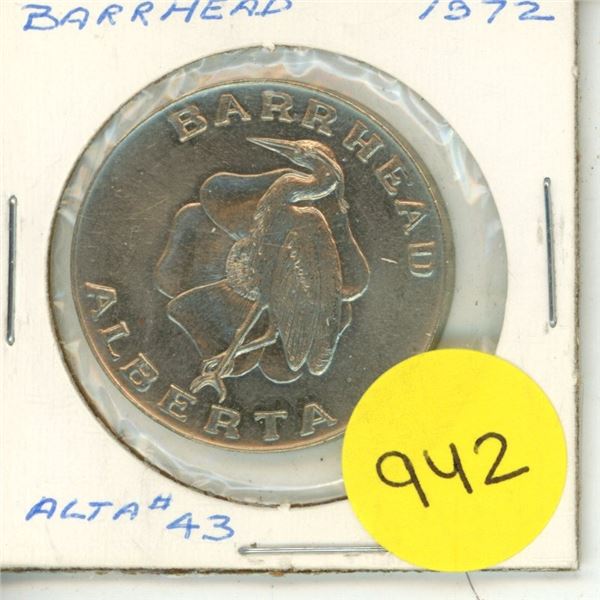 BARRHEAD 1972
BARRHEAD
ALBERTA
942
ALTA # 43